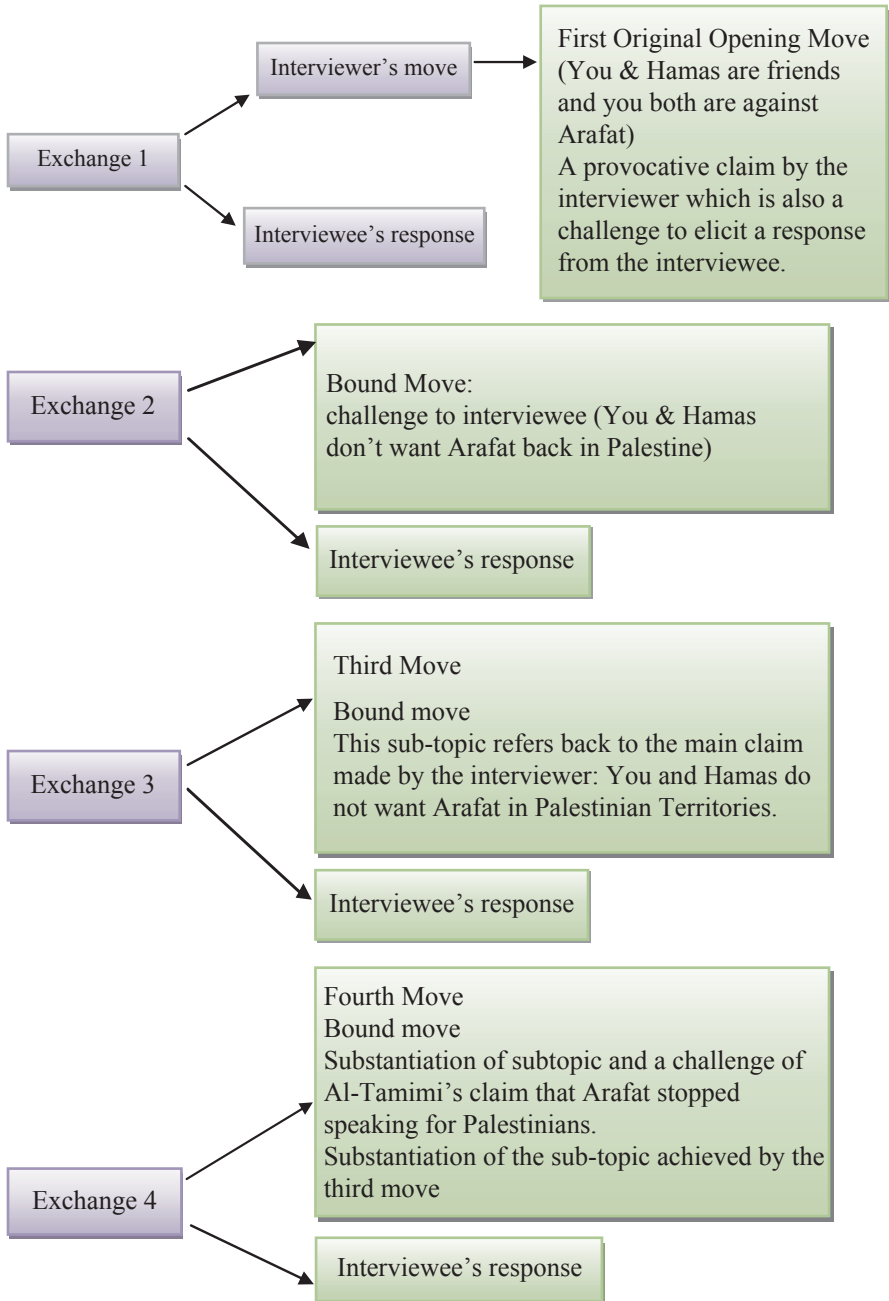 Exchange 1
Interviewer’s move
First Original Opening Move
(You & Hamas are friends
and you both are against
Arafat)
A provocative claim by the
interviewer which is also a
challenge to elicit a response
from the interviewee.
Interviewee’s response
Exchange 2
Bound Move:
challenge to interviewee (You & Hamas
don’t want Arafat back in Palestine)
Interviewee’s response
Exchange 3
Third Move
Bound move
This sub-topic refers back to the main claim
made by the interviewer: You and Hamas do
not want Arafat in Palestinian Territories.
Interviewee’s response
Exchange 4
Fourth Move
Bound move
Substantiation of subtopic and a challenge of
Al-Tamimi’s claim that Arafat stopped
speaking for Palestinians.
Substantiation of the sub-topic achieved by the
third move
Interviewee’s response